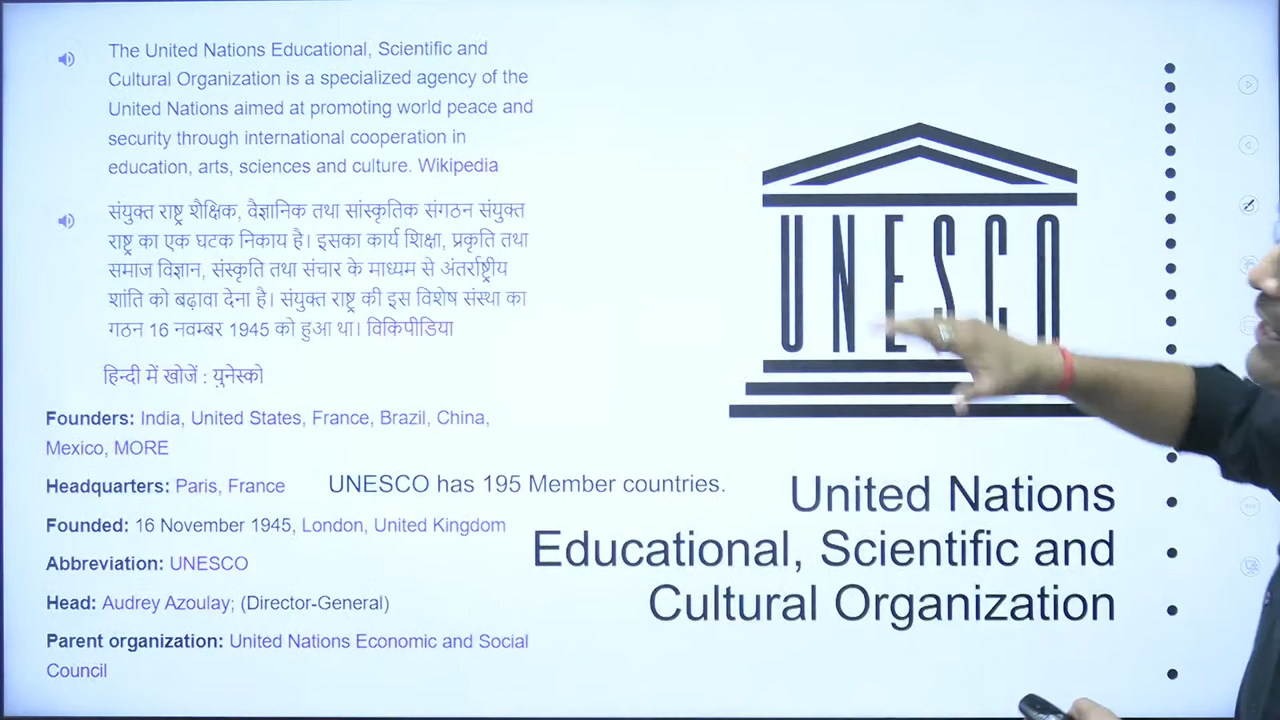 The United Nations Educational, Scientific and
Cultural Organization is a specialized agency of the
United Nations aimed at promoting world peace and
security through international cooperation in
education, arts, sciences and culture. Wikipedia
संयुक्त राष्ट्र शैक्षिक, वैज्ञानिक तथा सांस्कृतिक संगठन संयुक्त
राष्ट्र का एक घटक निकाय है। इसका कार्य शिक्षा, प्रकृति तथा
समाज विज्ञान, संस्कृति तथा संचार के माध्यम से अंतर्राष्ट्रीय
शांति को बढ़ावा देना है। संयुक्त राष्ट्र की इस विशेष संस्था का
गठन 16 नवम्बर 1945 को हुआ था। विकिपीडिया
हिन्दी में खोजें : युनेस्को
Founders: India, United States, France, Brazil, China,
Mexico, MORE
Headquarters: Paris, France
UNESCO has 195 Member countries.
Founded: 16 November 1945, London, United Kingdom
Abbreviation: UNESCO
Head: Audrey Azoulay; (Director-General)
Parent organization: United Nations Economic and Social
Council
UNESCO
United Nations
Educational, Scientific and
Cultural Organization